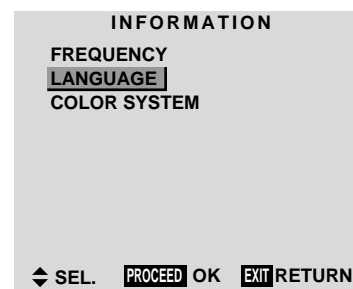 INFORMATION
FREQUENCY
LANGUAGE
COLOR SYSTEM
SEL. PROCEED OK EXIT RETURN